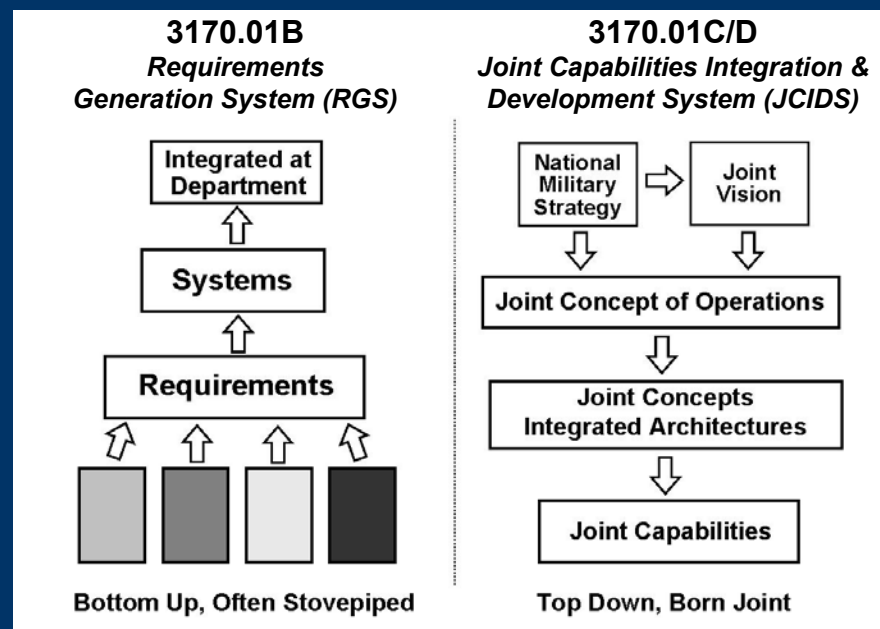 3170.01B
Requirements
Generation System (RGS)
Integrated at
Department
Systems
Requirements
Bottom Up, Often Stovepiped
3170.01C/D
Joint Capabilities Integration &
Development System (JCIDS)
National
Military
Strategy
Joint
Vision
Joint Concept of Operations
Joint Concepts
Integrated Architectures
Joint Capabilities
Top Down, Born Joint